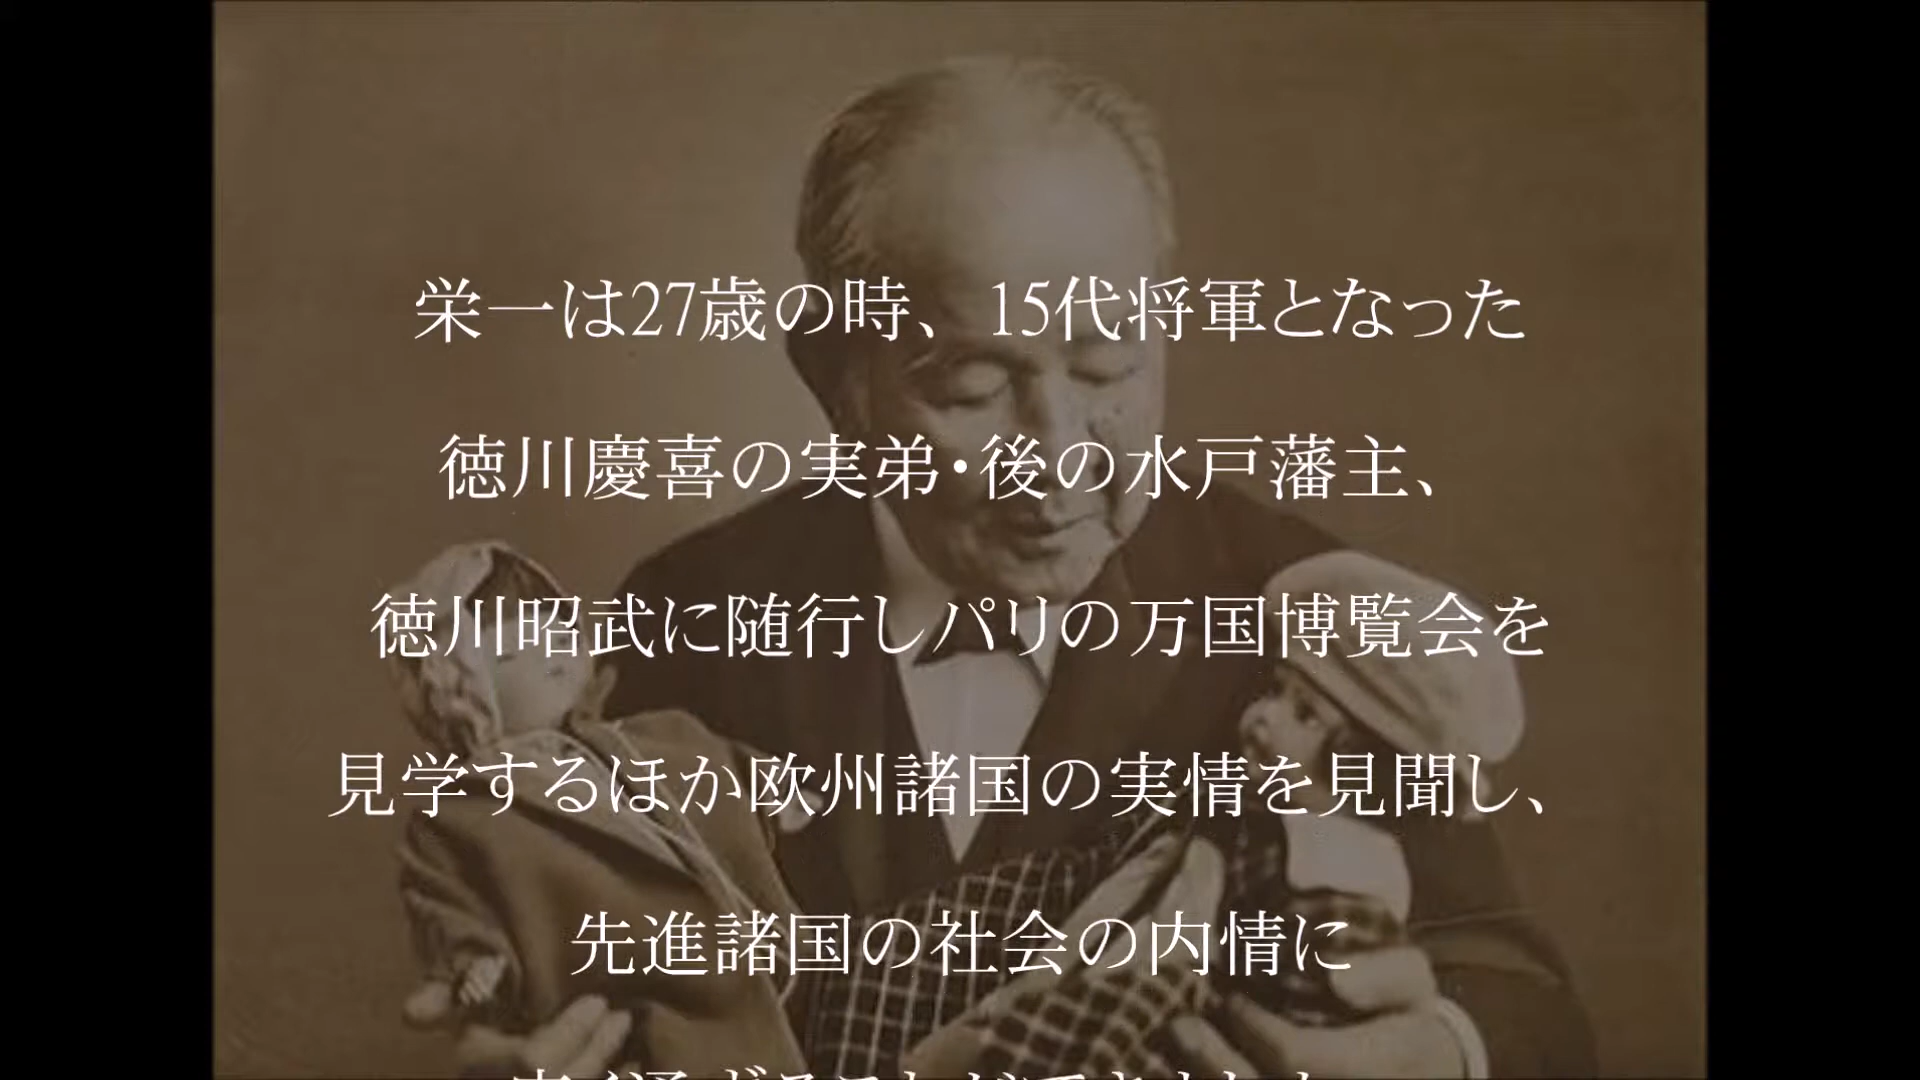 栄一は27歳の時、15代将軍となった
徳川慶喜の実弟･後の水戸藩主、
徳川昭武に随行しパリの万国博覧会を
見学するほか欧州諸国の実情を見聞し、
先進諸国の社会の内情に